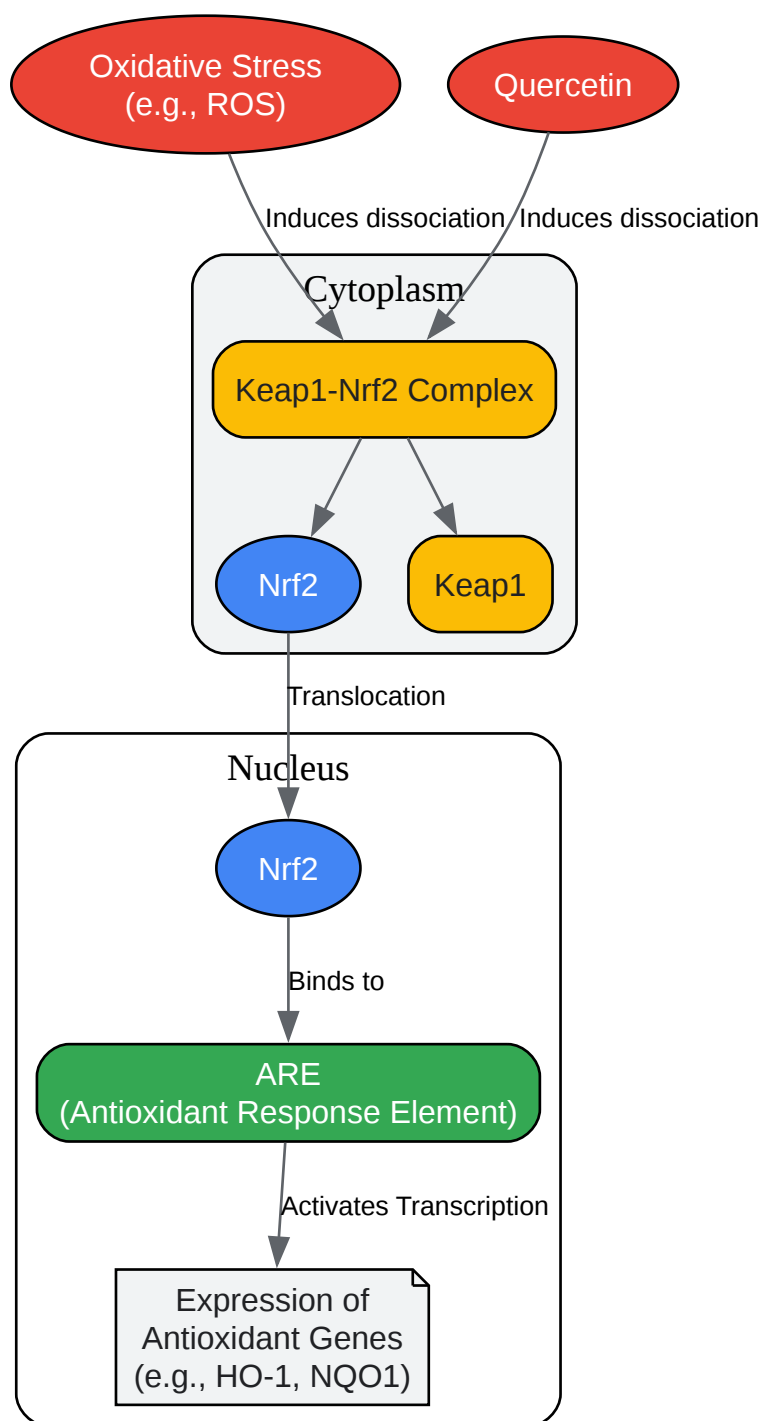 Oxidative Stress
(e.g., ROS)
Quercetin
Induces dissociation
Induces dissociation
Cytoplasm
Keap1-Nrf2 Complex
Nrf2
Keap1
Translocation
Nucleus
Nrf2
Binds to
ARE
(Antioxidant Response Element)
Activates Transcription
Expression of
Antioxidant Genes
(e.g., HO-1, NQO1)